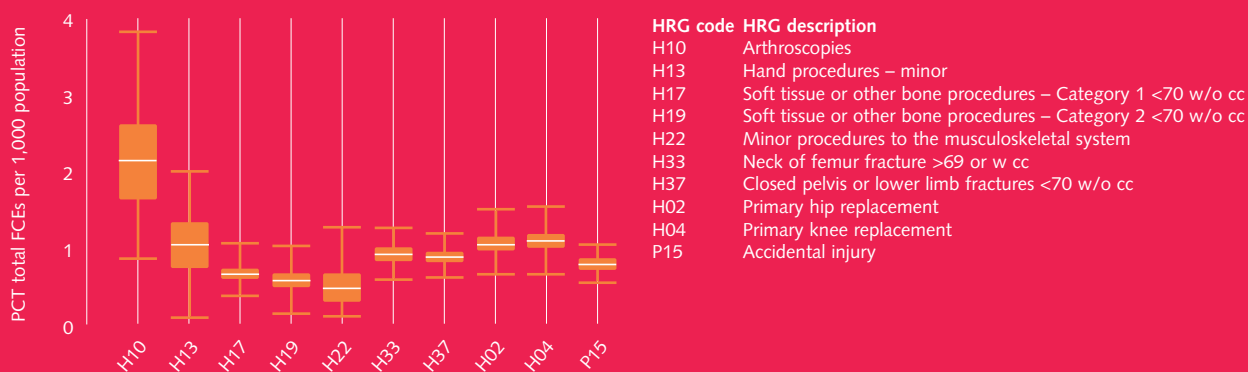 PCT total FCEs per 1,000 population
4
3
2
1
0
H10
H13
H17
H19
H22
H33
H37
H02
H04
P15
HRG code HRG description
H10 Arthroscopies
H13 Hand procedures – minor
H17 Soft tissue or other bone procedures – Category 1 <70 w/o cc
H19 Soft tissue or other bone procedures – Category 2 <70 w/o cc
H22 Minor procedures to the musculoskeletal system
H33 Neck of femur fracture >69 or w cc
H37 Closed pelvis or lower limb fractures <70 w/o cc
H02 Primary hip replacement
H04 Primary knee replacement
P15 Accidental injury